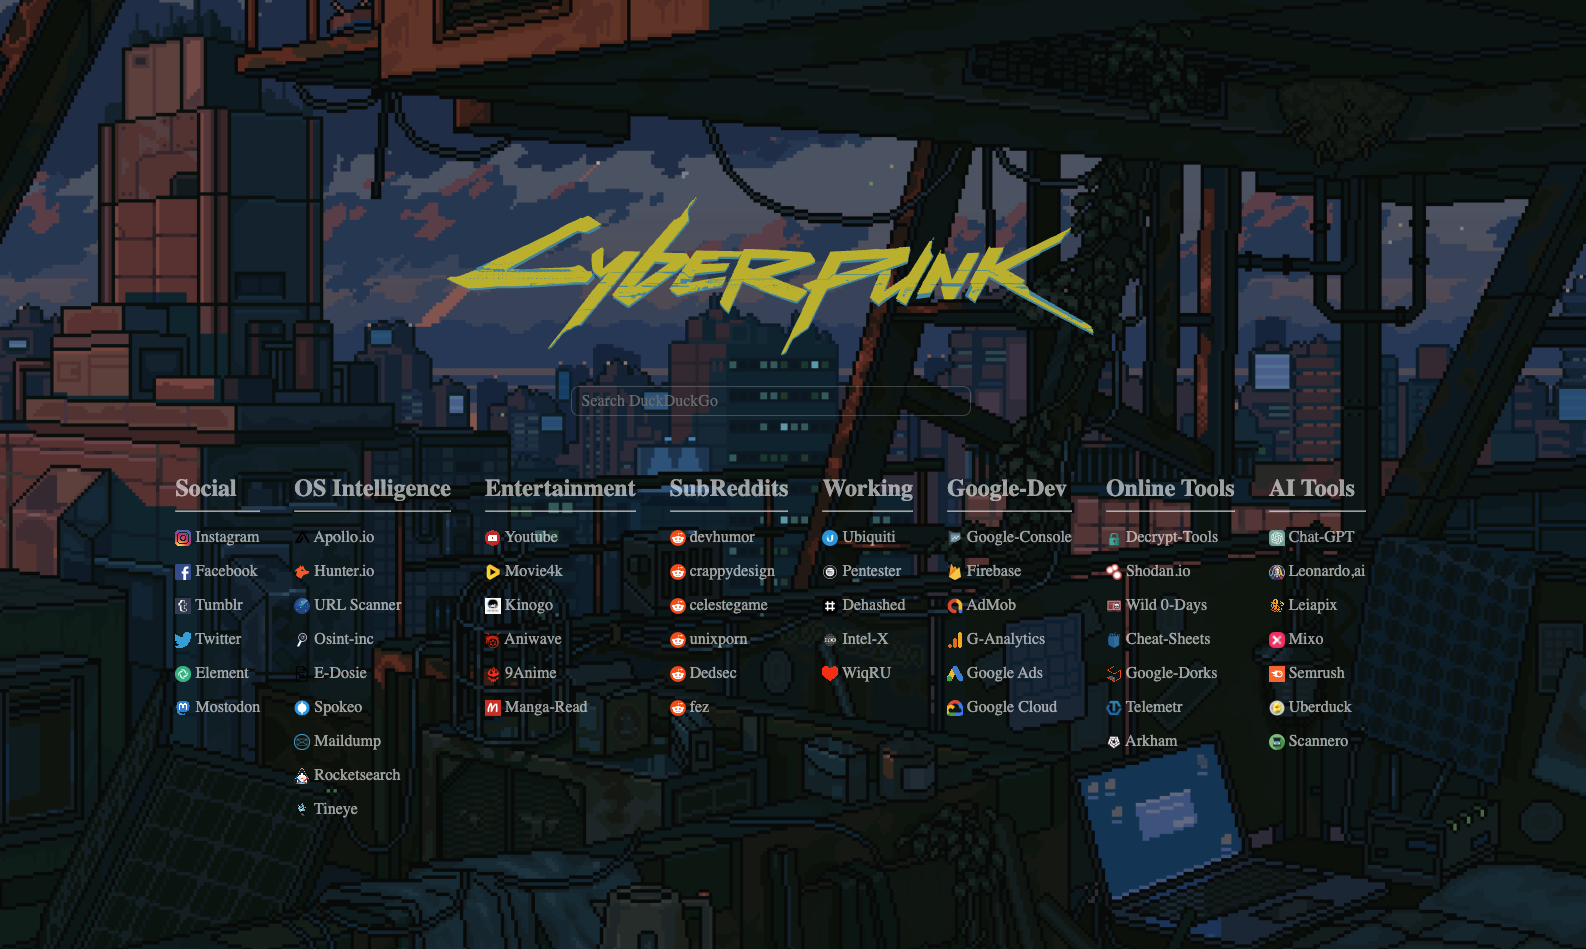 Cyberpunk
Search DuckDuckGo
Social
Instagram
Facebook
Tumblr
Twitter
Element
Mostodon
OS Intelligence
Apollo.io
Hunter.io
URL Scanner
Osint-inc
E-Dosie
Spokeo
Maildump
Rocketsearch
Tineye
Entertainment
Youtube
Movie4k
Kinogo
Aniwave
9Anime
Manga-Read
SubReddits
devhumor
crappydesign
celestegame
unixporn
Dedsec
fez
Working
Ubiquiti
Pentester
Dehashed
Intel-X
WiqRU
Google-Dev
Google-Console
Firebase
AdMob
G-Analytics
Google Ads
Google Cloud
Online Tools
Decrypt-Tools
Shodan.io
Wild 0-Days
Cheat-Sheets
Google-Dorks
Telemetr
Arkham
AI Tools
Chat-GPT
Leonardo,ai
Leiapix
Mixo
Semrush
Uberduck
Scannero